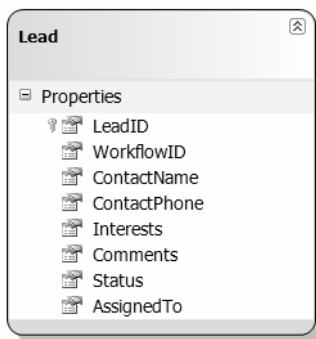 Lead
Properties
LeadID
WorkflowID
ContactName
ContactPhone
Interests
Comments
Status
AssignedTo